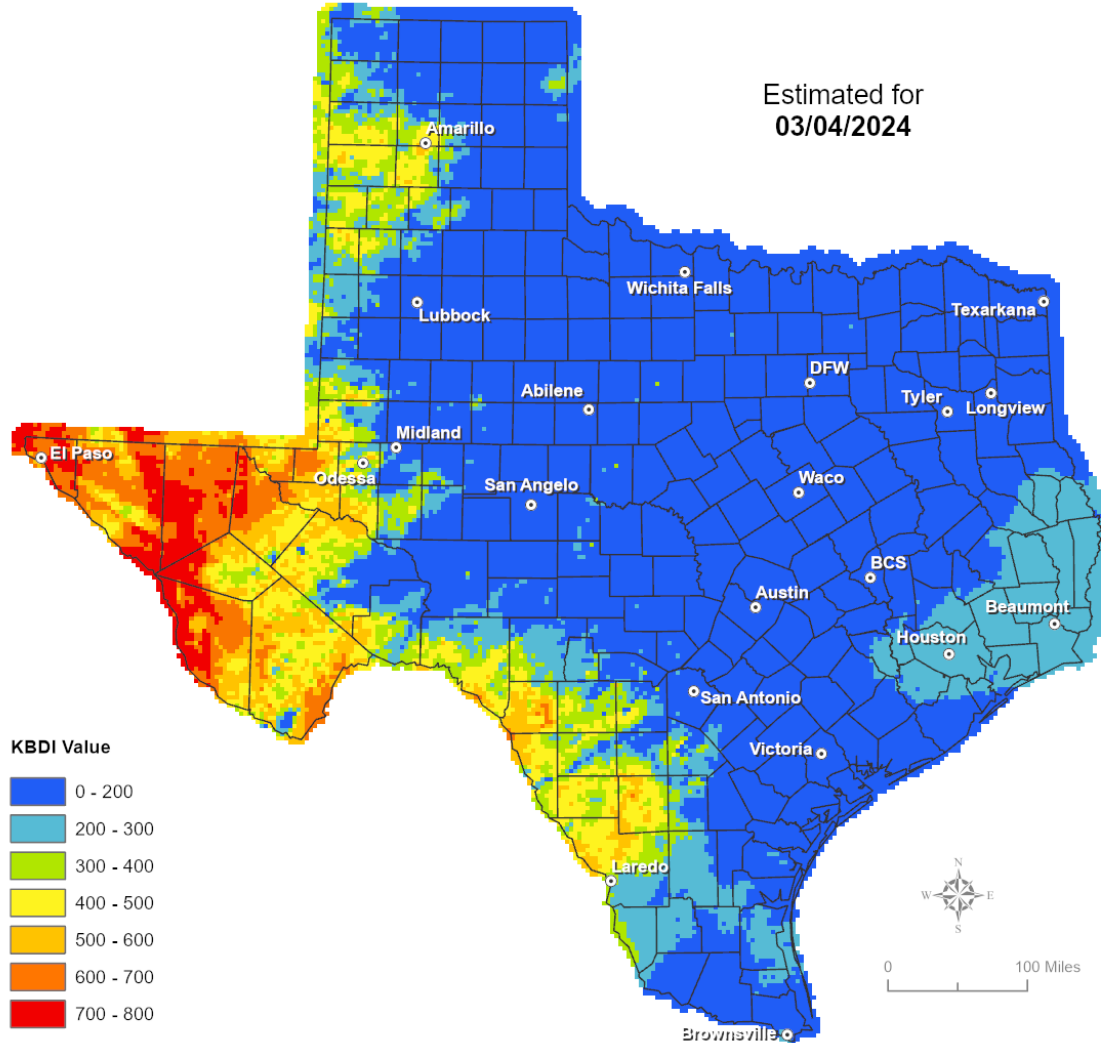 Estimated for
03/04/2024
Amarillo
Wichita Falls
Lubbock
Texarkana
DFW
Abilene
Tyler
Longview
Midland
El Paso
Odessa
San Angelo
Waco
BCS
Austin
Beaumont
Houston
San Antonio
Victoria
KBDI Value
0 - 200
200 - 300
300 - 400
400 - 500
500 - 600
600 - 700
700 - 800
Laredo
N
W E
S
0 100 Miles
Brownsville